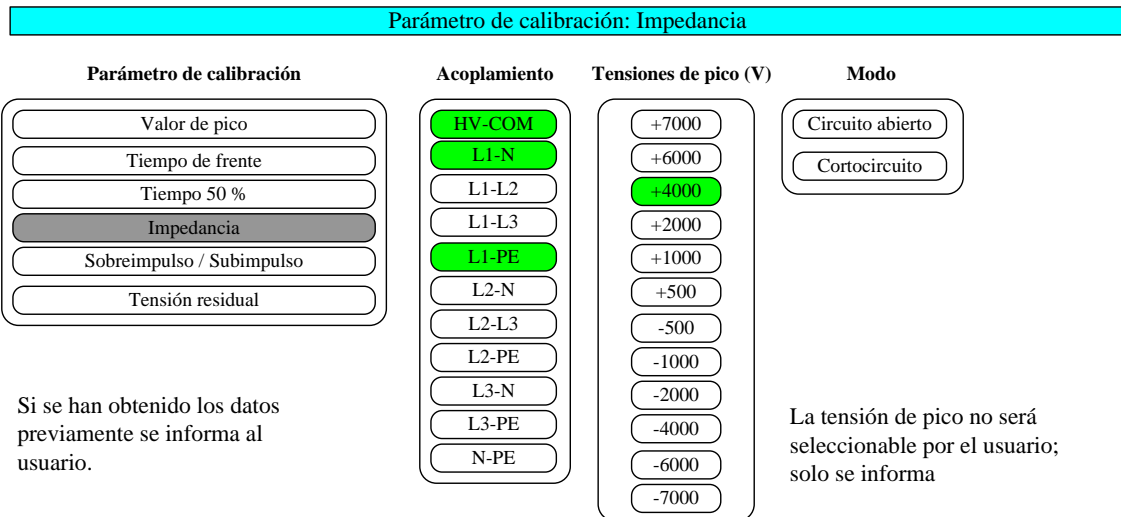 Parámetro de calibración: Impedancia
Parámetro de calibración
Valor de pico
Tiempo de frente
Tiempo 50 %
Impedancia
Sobreimpulso / Subimpulso
Tensión residual
Acoplamiento
HV-COM
L1-N
L1-L2
L1-L3
L1-PE
L2-N
L2-L3
L2-PE
L3-N
L3-PE
N-PE
Tensiones de pico (V)
+7000
+6000
+4000
+2000
+1000
+500
-500
-1000
-2000
-4000
-6000
-7000
Modo
Circuito abierto
Cortocircuito
Si se han obtenido los datos
previamente se informa al
usuario.
La tensión de pico no será
seleccionable por el usuario;
solo se informa